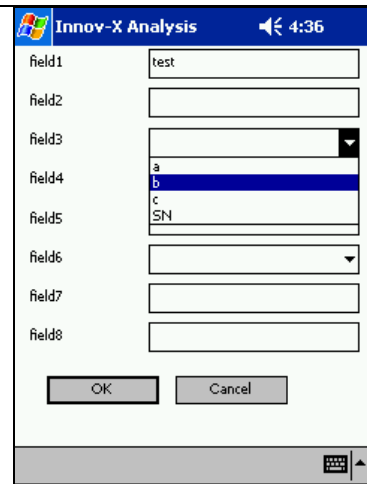 Innov-X Analysis 4:36
field1 test
field2
field3
a
field4 b
c
field5 SN
field6
field7
field8
OK Cancel